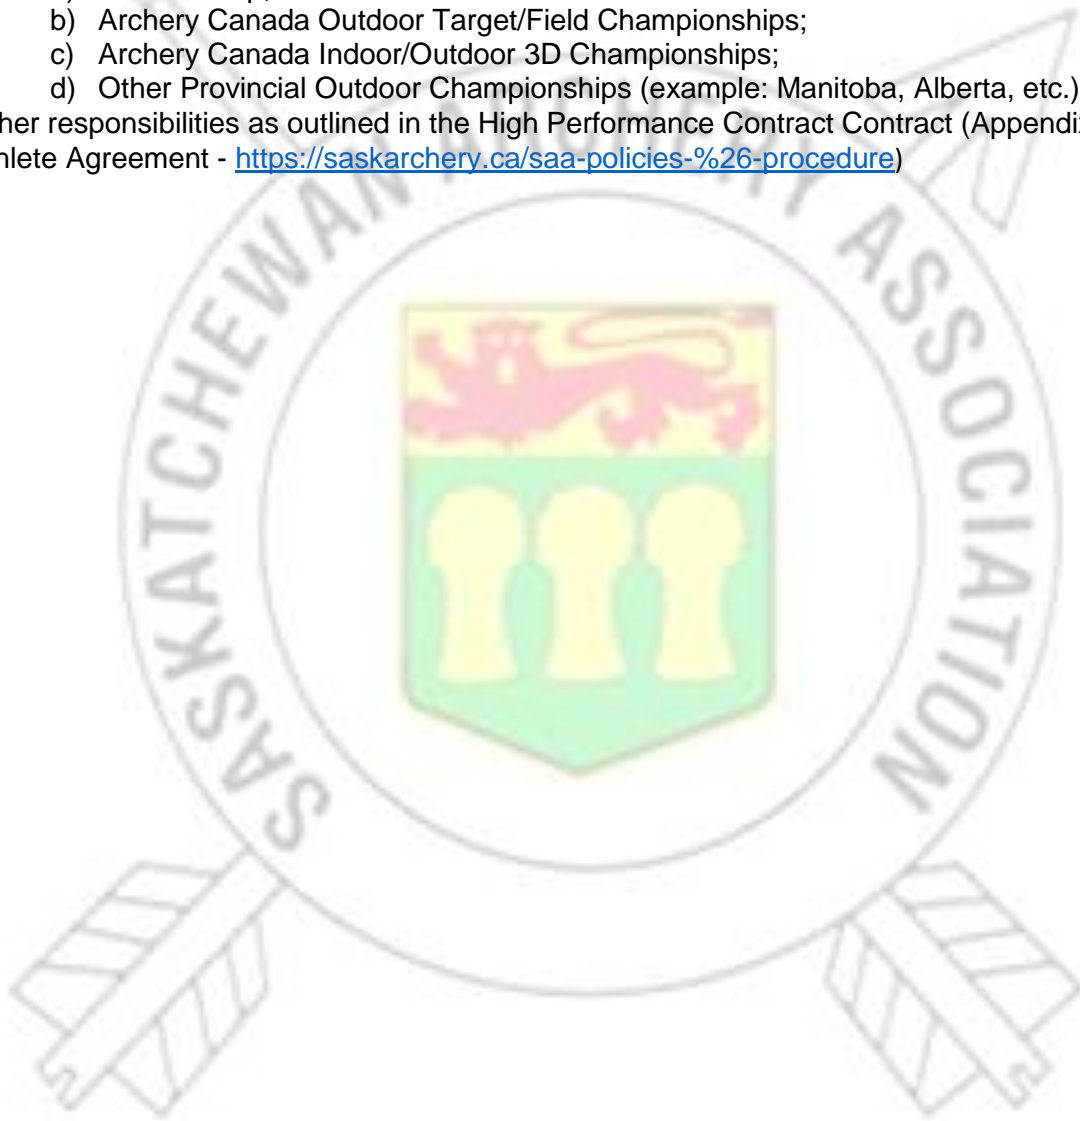 b) Archery Canada Outdoor Target/Field Championships;
c) Archery Canada Indoor/Outdoor 3D Championships;
d) Other Provincial Outdoor Championships (example: Manitoba, Alberta, etc.)
her responsibilities as outlined in the High Performance Contract Contract (Appendix
hlete Agreement - https://saskarchery.ca/saa-policies-%26-procedure)
SASKATCHEWAN ARCHERY ASSOCIATION